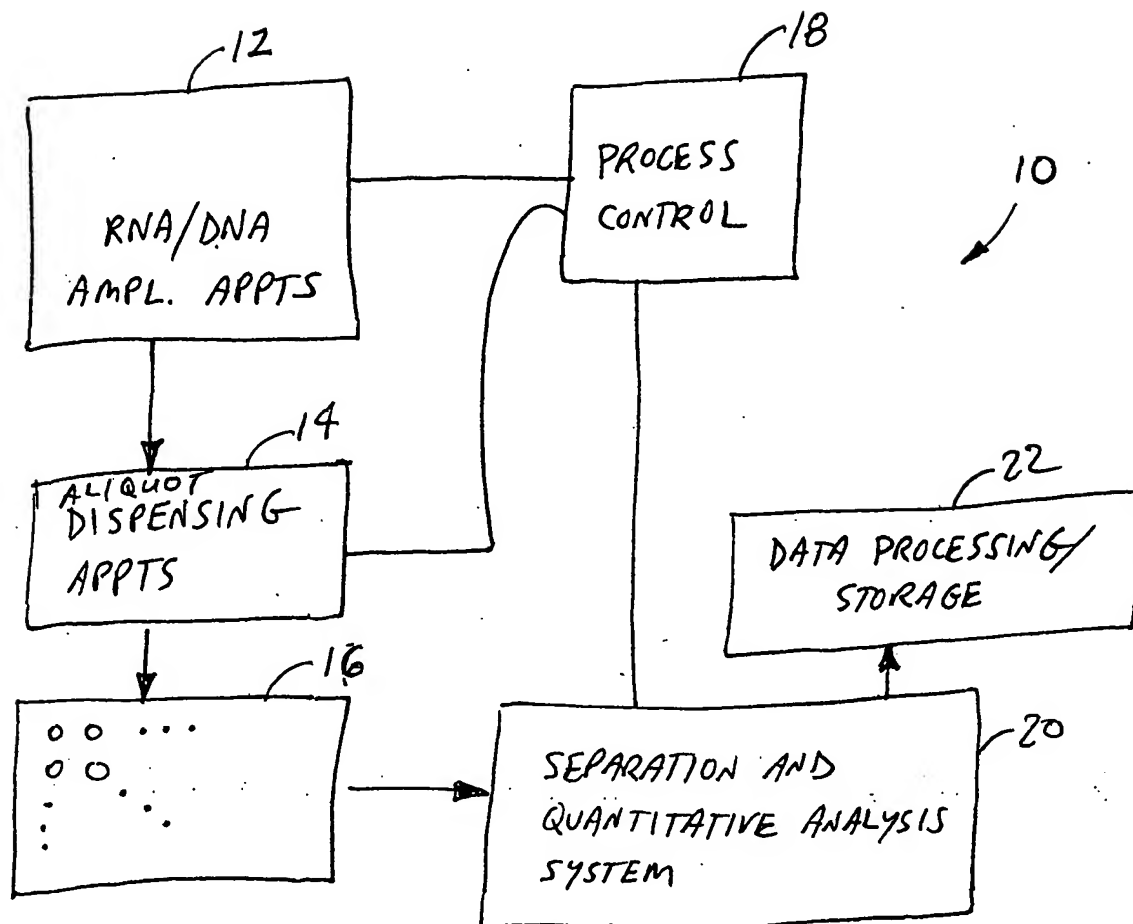 12
RNA/DNA
AMPL. APPTS
18
PROCESS
CONTROL
10
14
ALIQUOT
DISPENSING
APPTS
16
22
DATA PROCESSING/
STORAGE
20
SEPARATION AND
QUANTITATIVE ANALYSIS
SYSTEM